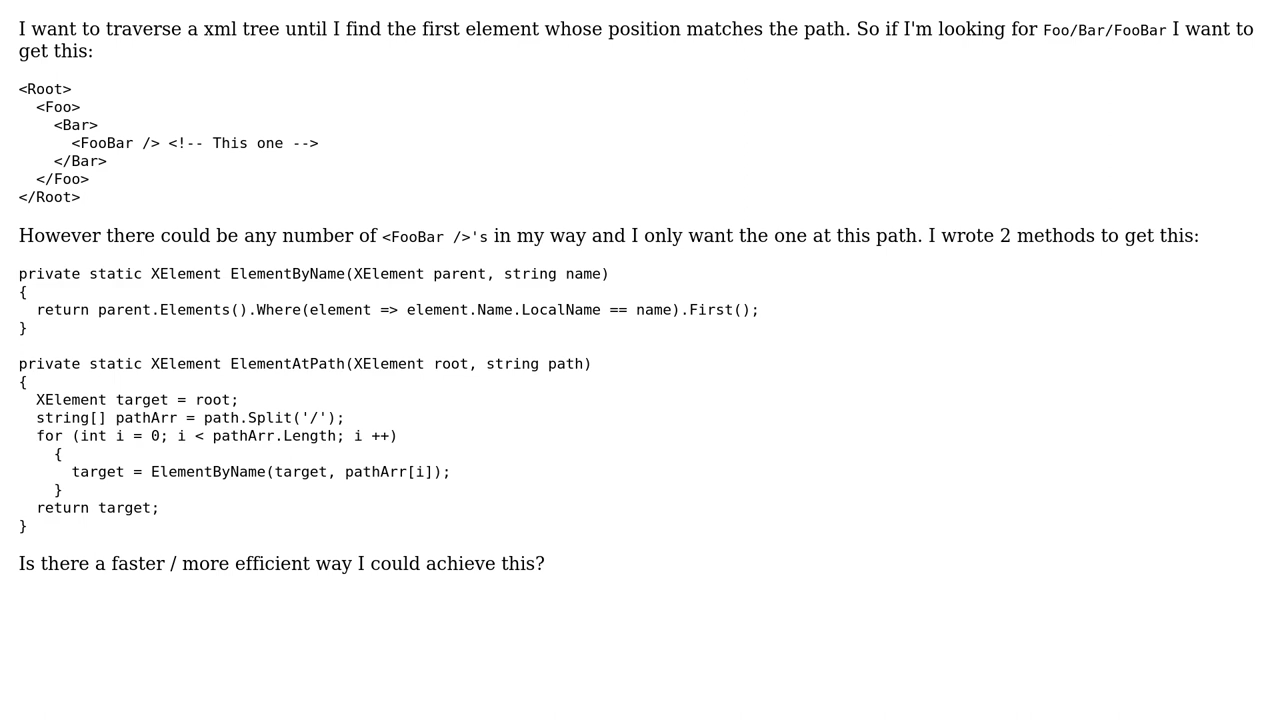 I want to traverse a xml tree until I find the first element whose position matches the path. So if I'm looking for Foo/Bar/FooBar I want to
get this:
<Root>
  <Foo>
    <Bar>
      <FooBar /> <!-- This one -->
    </Bar>
  </Foo>
</Root>
However there could be any number of <FooBar />'s in my way and I only want the one at this path. I wrote 2 methods to get this:
private static XElement ElementByName(XElement parent, string name)
{
  return parent.Elements().Where(element => element.Name.LocalName == name).First();
}
private static XElement ElementAtPath(XElement root, string path)
{
  XElement target = root;
  string[] pathArr = path.Split('/');
  for (int i = 0; i < pathArr.Length; i ++)
    {
      target = ElementByName(target, pathArr[i]);
    }
  return target;
}
Is there a faster / more efficient way I could achieve this?